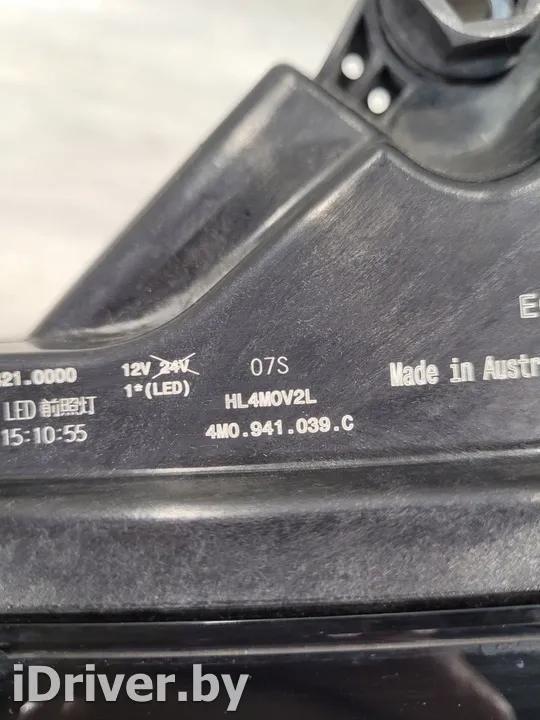 21.0000
LED 前照灯
15:10:55
12V 24V
1*(LED)
07S
HL4M0V2L
4M0.941.039.C
Made in Austr
iDriver.by